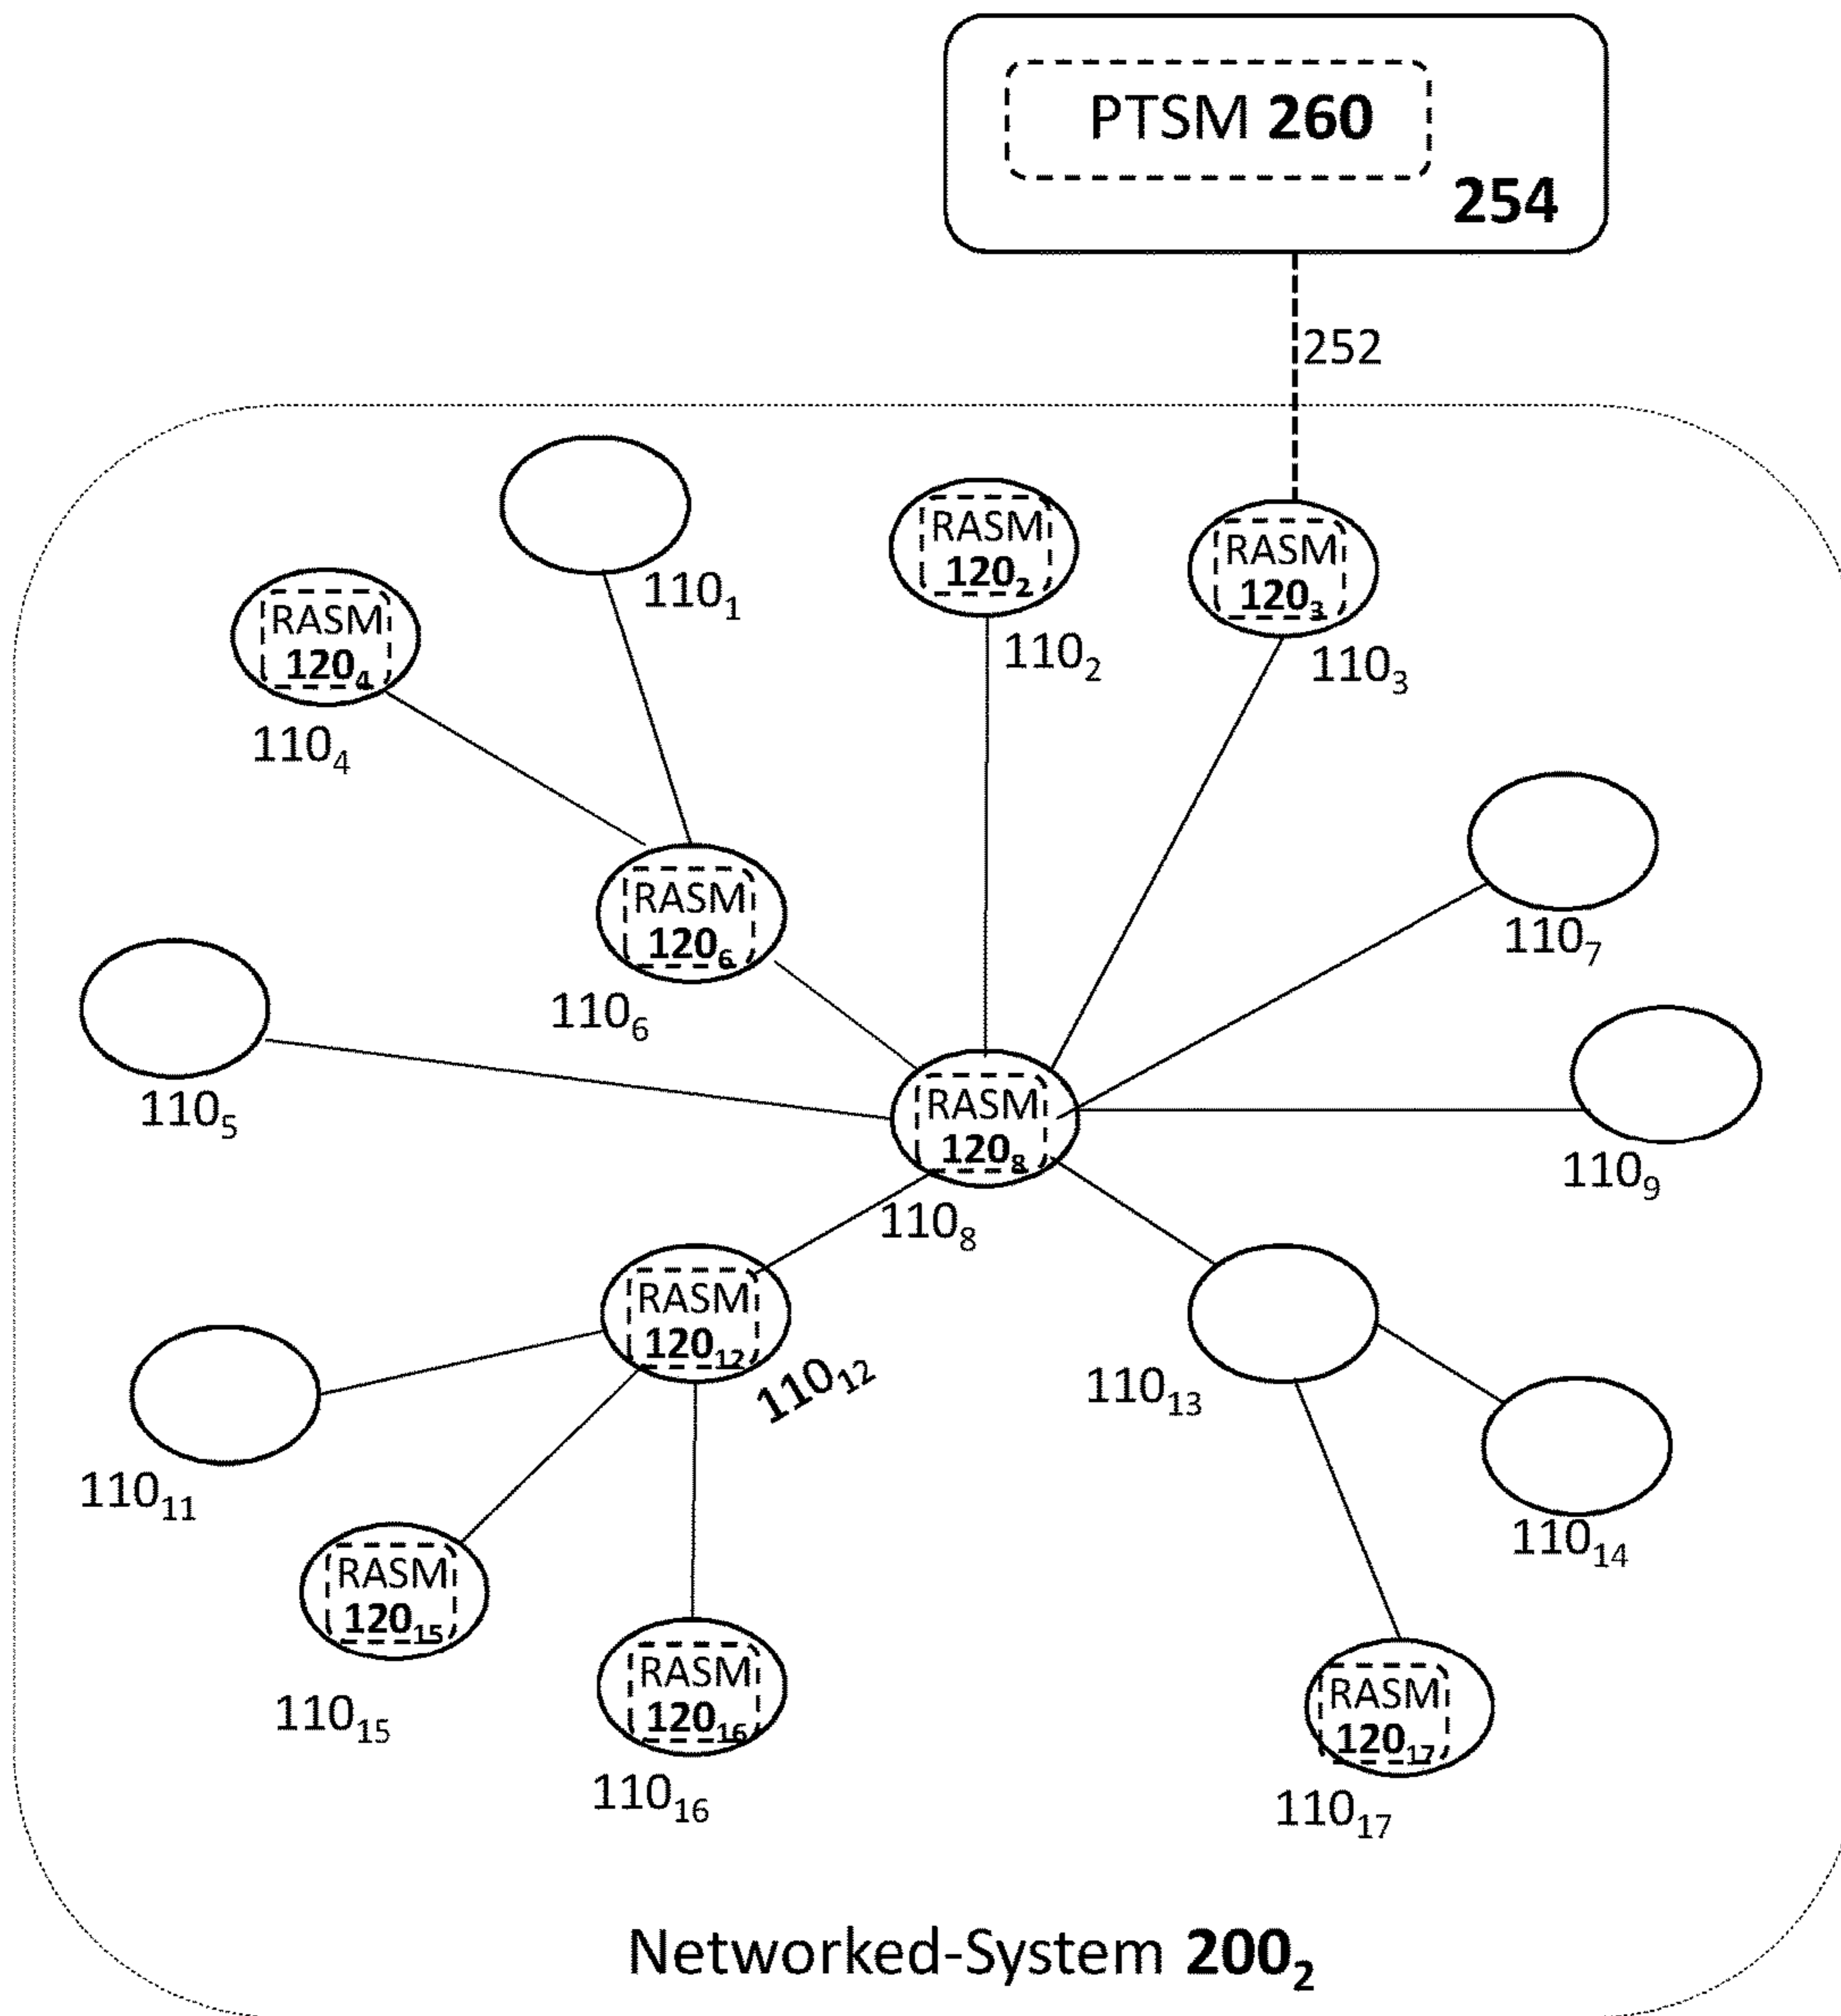 PTSM 260
254
252
110₁
RASM
120₂
110₂
RASM
120₃
110₃
RASM
120₄
110₄
RASM
120₆
110₆
110₇
110₅
RASM
120₈
110₈
110₉
RASM
120₁₂
110₁₂
110₁₃
110₁₁
110₁₄
RASM
120₁₅
110₁₅
RASM
120₁₆
110₁₆
RASM
120₁₇
110₁₇
Networked-System 200₂